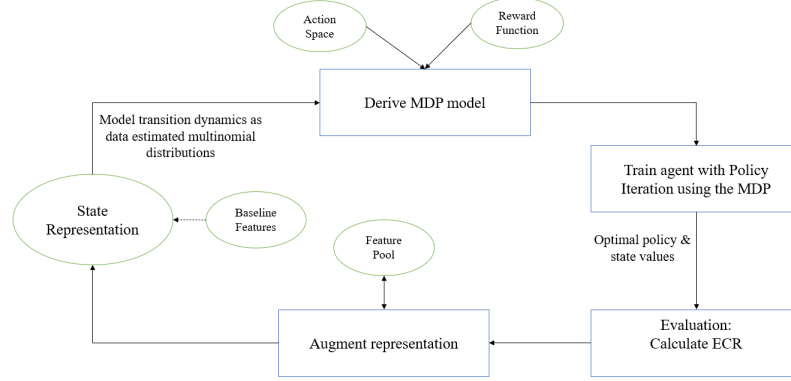 Action
Space
Reward
Function
Derive MDP model
Model transition dynamics as
data estimated multinomial
distributions
Train agent with Policy
Iteration using the MDP
State
Representation
Baseline
Features
Feature
Pool
Optimal policy &
state values
Augment representation
Evaluation:
Calculate ECR